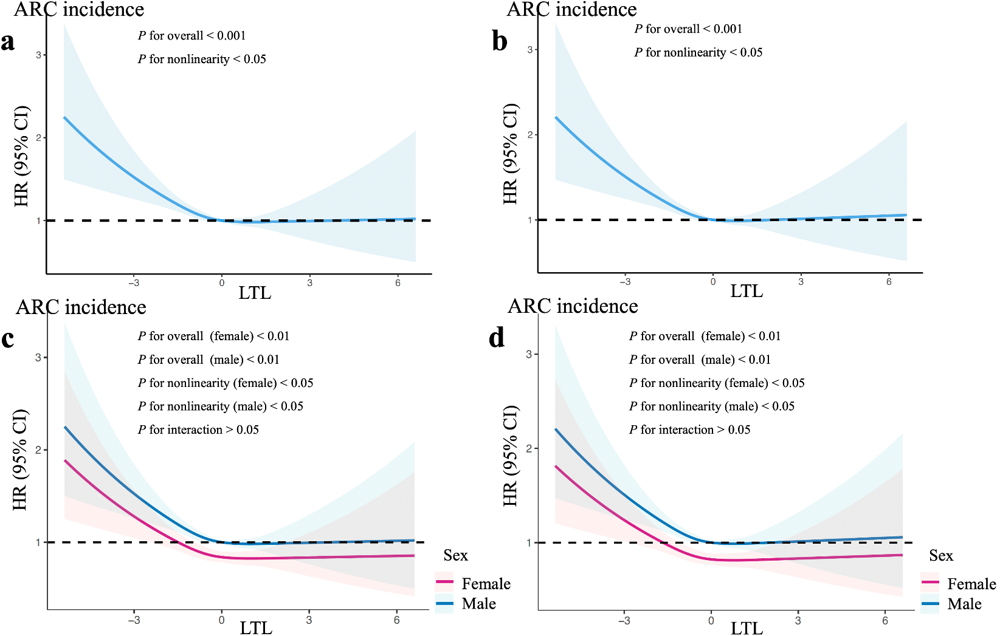 ARC incidence
a
P for overall < 0.001
P for nonlinearity < 0.05
3
2
1
HR (95% CI)
−3
0
3
6
LTL
ARC incidence
b
P for overall < 0.001
P for nonlinearity < 0.05
3
2
1
HR (95% CI)
−3
0
3
6
LTL
ARC incidence
c
P for overall (female) < 0.01
P for overall (male) < 0.01
P for nonlinearity (female) < 0.05
P for nonlinearity (male) < 0.05
P for interaction > 0.05
3
2
1
HR (95% CI)
−3
0
3
6
LTL
Sex
Female
Male
ARC incidence
d
P for overall (female) < 0.01
P for overall (male) < 0.01
P for nonlinearity (female) < 0.05
P for nonlinearity (male) < 0.05
P for interaction > 0.05
3
2
1
HR (95% CI)
−3
0
3
6
LTL
Sex
Female
Male